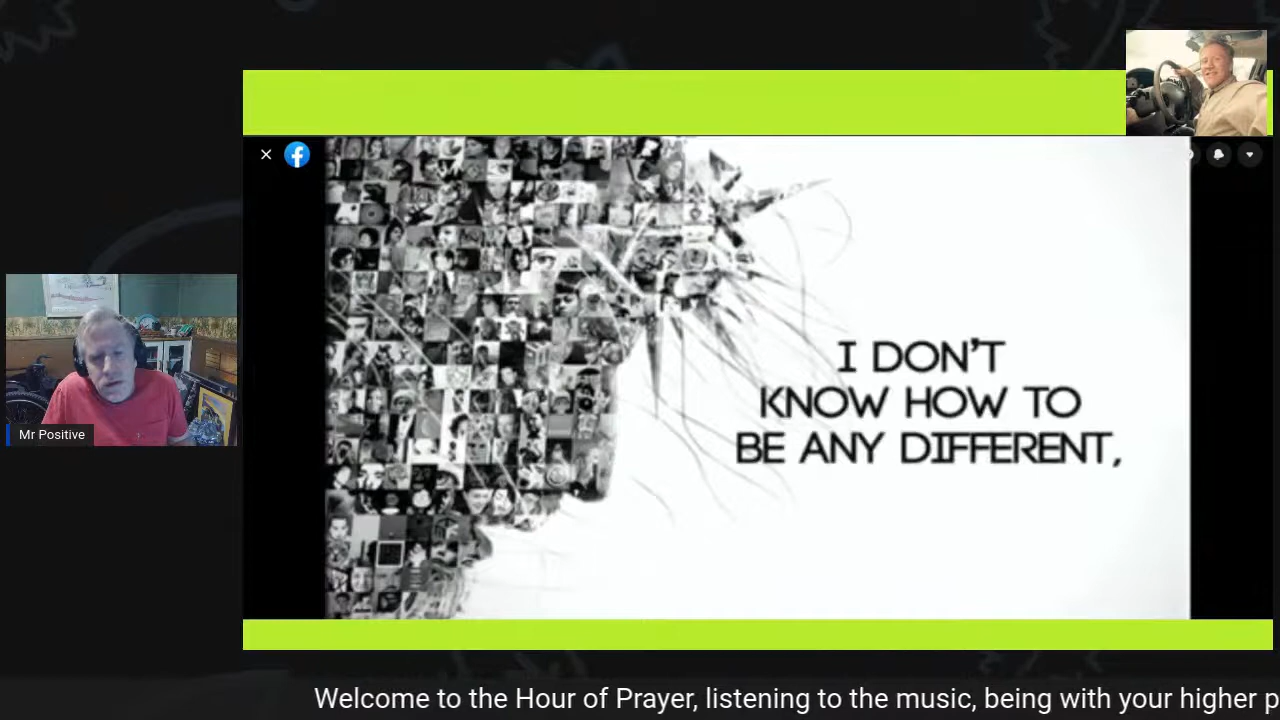 I DON'T
KNOW HOW TO
BE ANY DIFFERENT,
Mr Positive
Welcome to the Hour of Prayer, listening to the music, being with your higher p